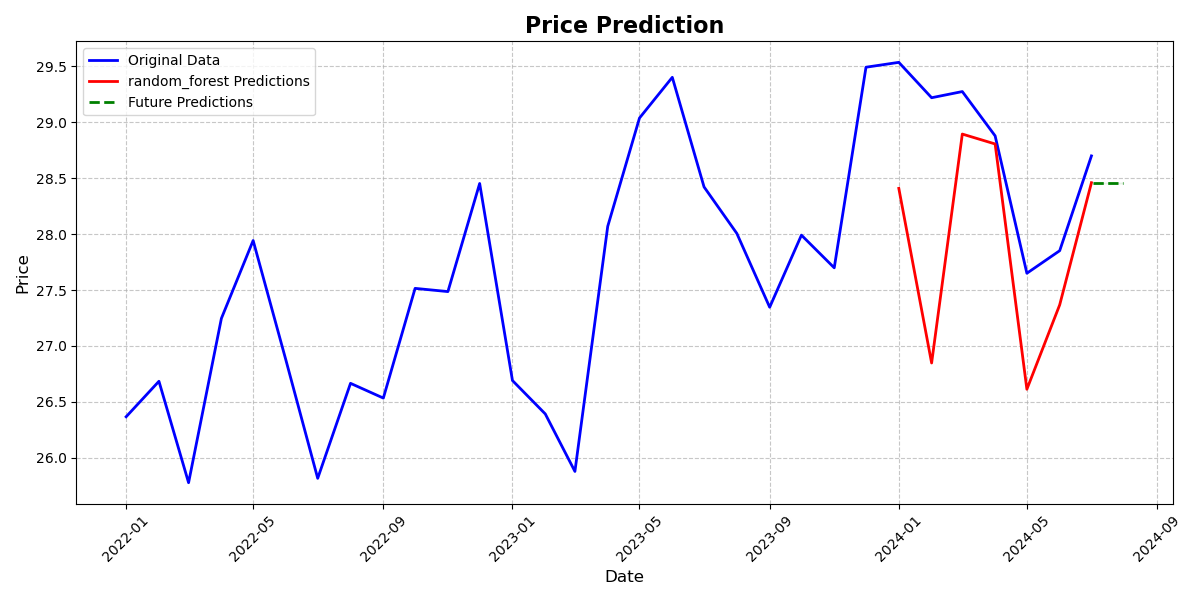 Price Prediction
Original Data
random_forest Predictions
Future Predictions
Price
29.5
29.0
28.5
28.0
27.5
27.0
26.5
26.0
2022-01
2022-05
2022-09
2023-01
2023-05
2023-09
2024-01
2024-05
2024-09
Date